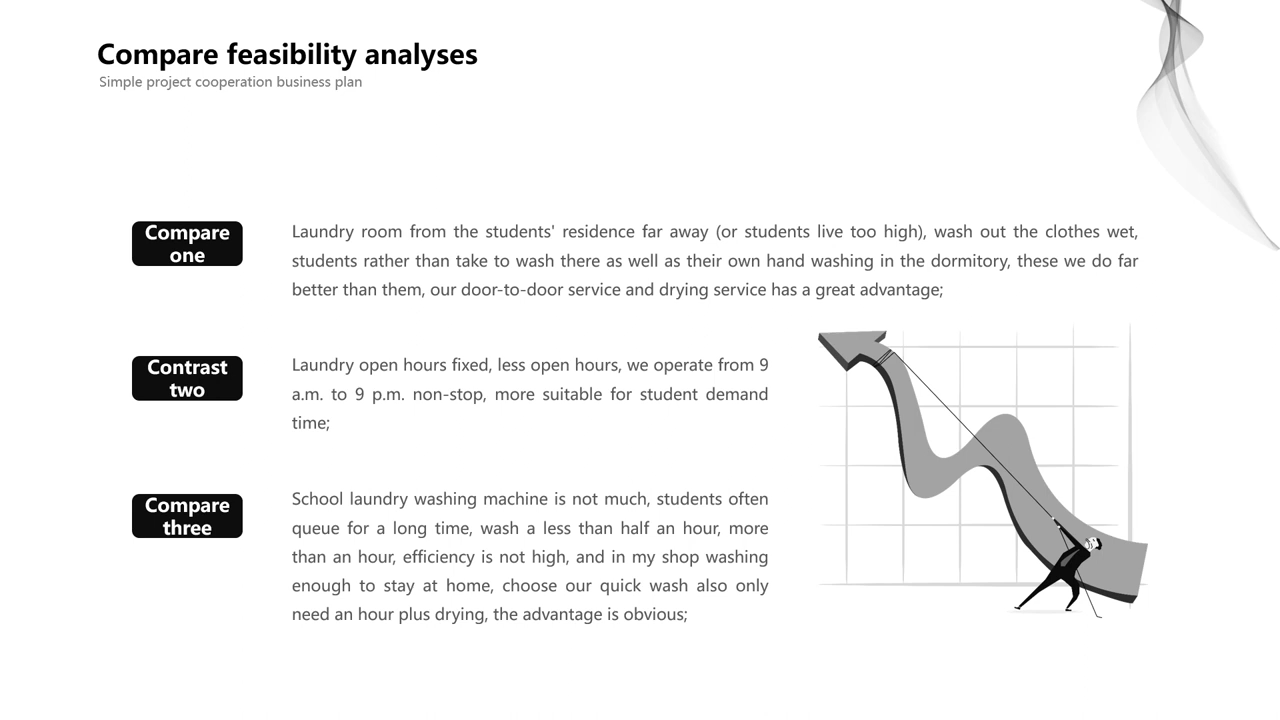 Compare feasibility analyses
Simple project cooperation business plan
Compare
one
Laundry room from the students' residence far away (or students live too high), wash out the clothes wet,
students rather than take to wash there as well as their own hand washing in the dormitory, these we do far
better than them, our door-to-door service and drying service has a great advantage;
Contrast
two
Laundry open hours fixed, less open hours, we operate from 9
a.m. to 9 p.m. non-stop, more suitable for student demand
time;
Compare
three
School laundry washing machine is not much, students often
queue for a long time, wash a less than half an hour, more
than an hour, efficiency is not high, and in my shop washing
enough to stay at home, choose our quick wash also only
need an hour plus drying, the advantage is obvious;